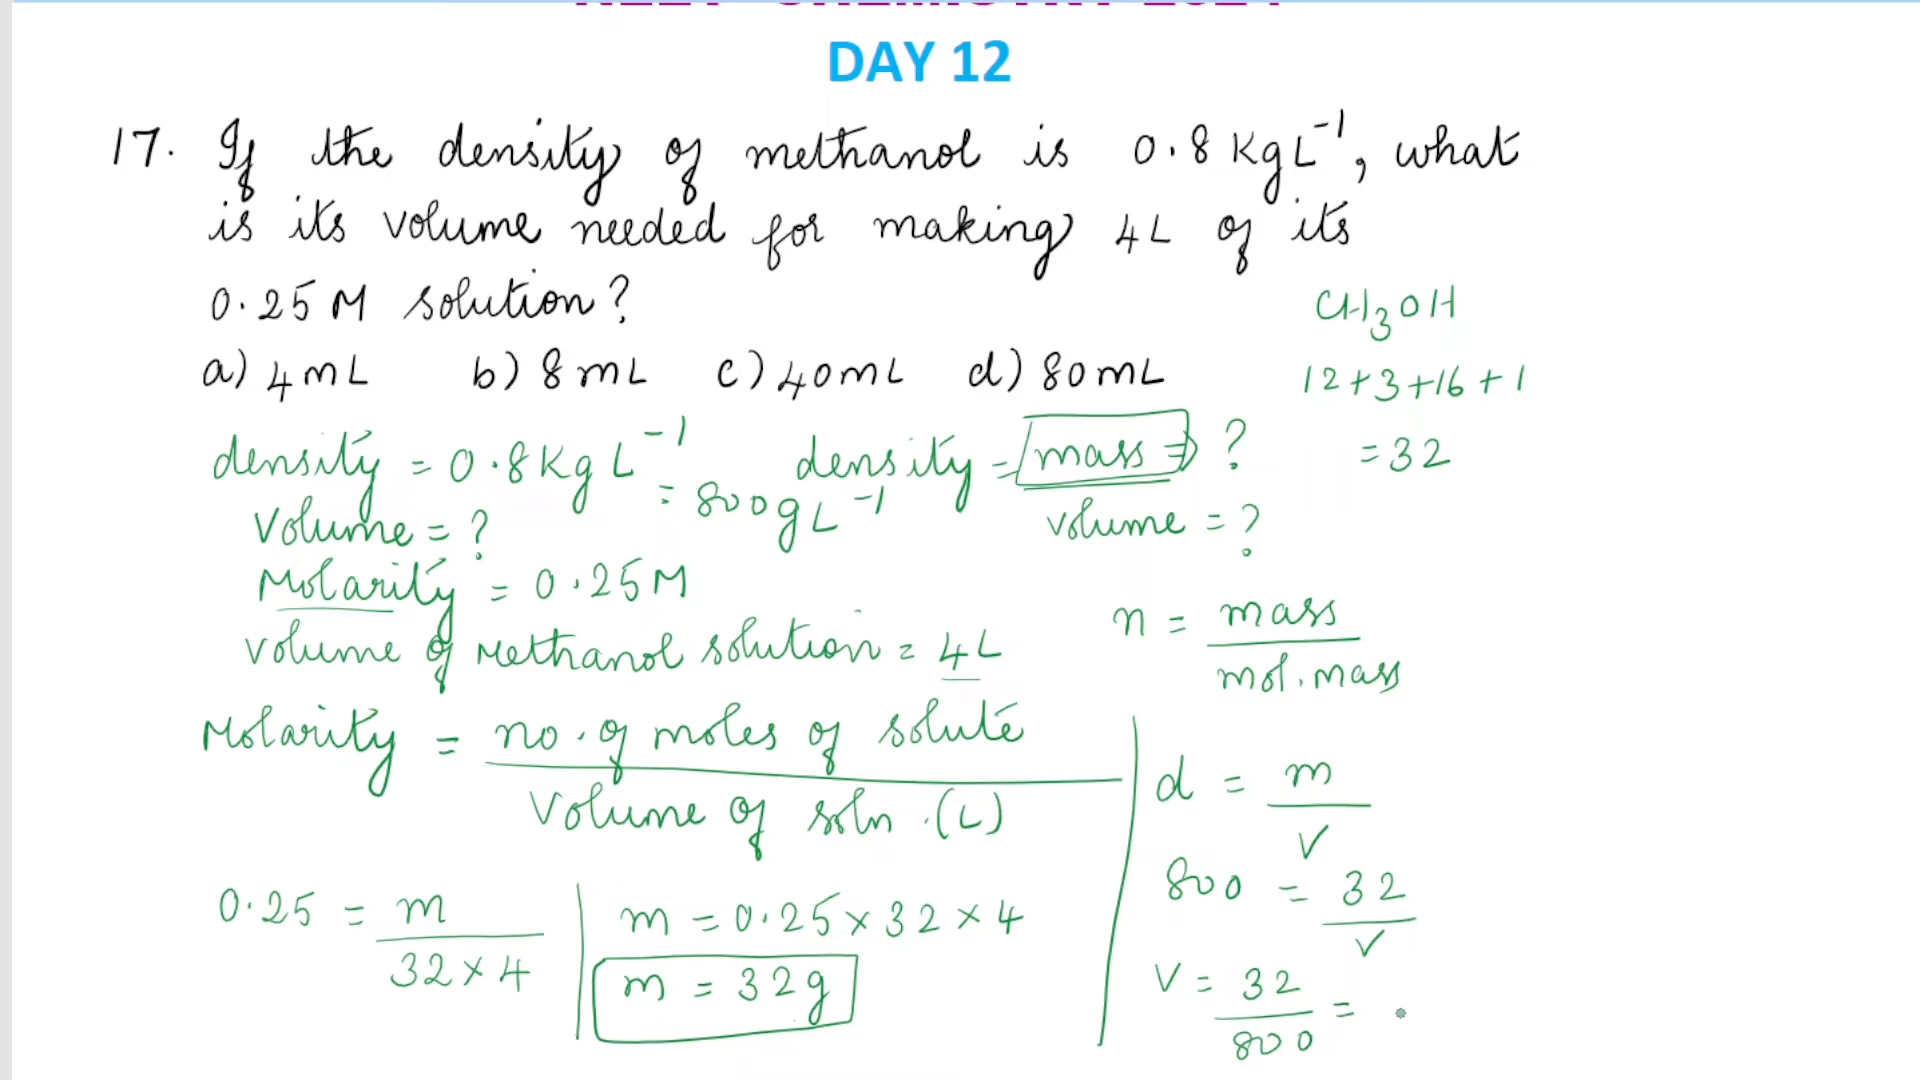 DAY 12
17. If the density of methanol is 0.8 kg L⁻¹, what
is its volume needed for making 4L of its
0.25 M solution?
a) 4mL b) 8mL c) 40mL d) 80mL
CH₃OH
12+3+16+1
=32
density = 0.8 kg L⁻¹
= 800g L⁻¹
Volume = ?
Molarity = 0.25M
volume of Methanol solution = 4L
density = mass ⇒ ?
volume = ?
n = mass
mol. mass
Molarity = no. of moles of solute
Volume of soln. (L)
0.25 = m
32 × 4
m = 0.25 × 32 × 4
m = 32g
d = m
V
800 = 32
V
V = 32
800 = .